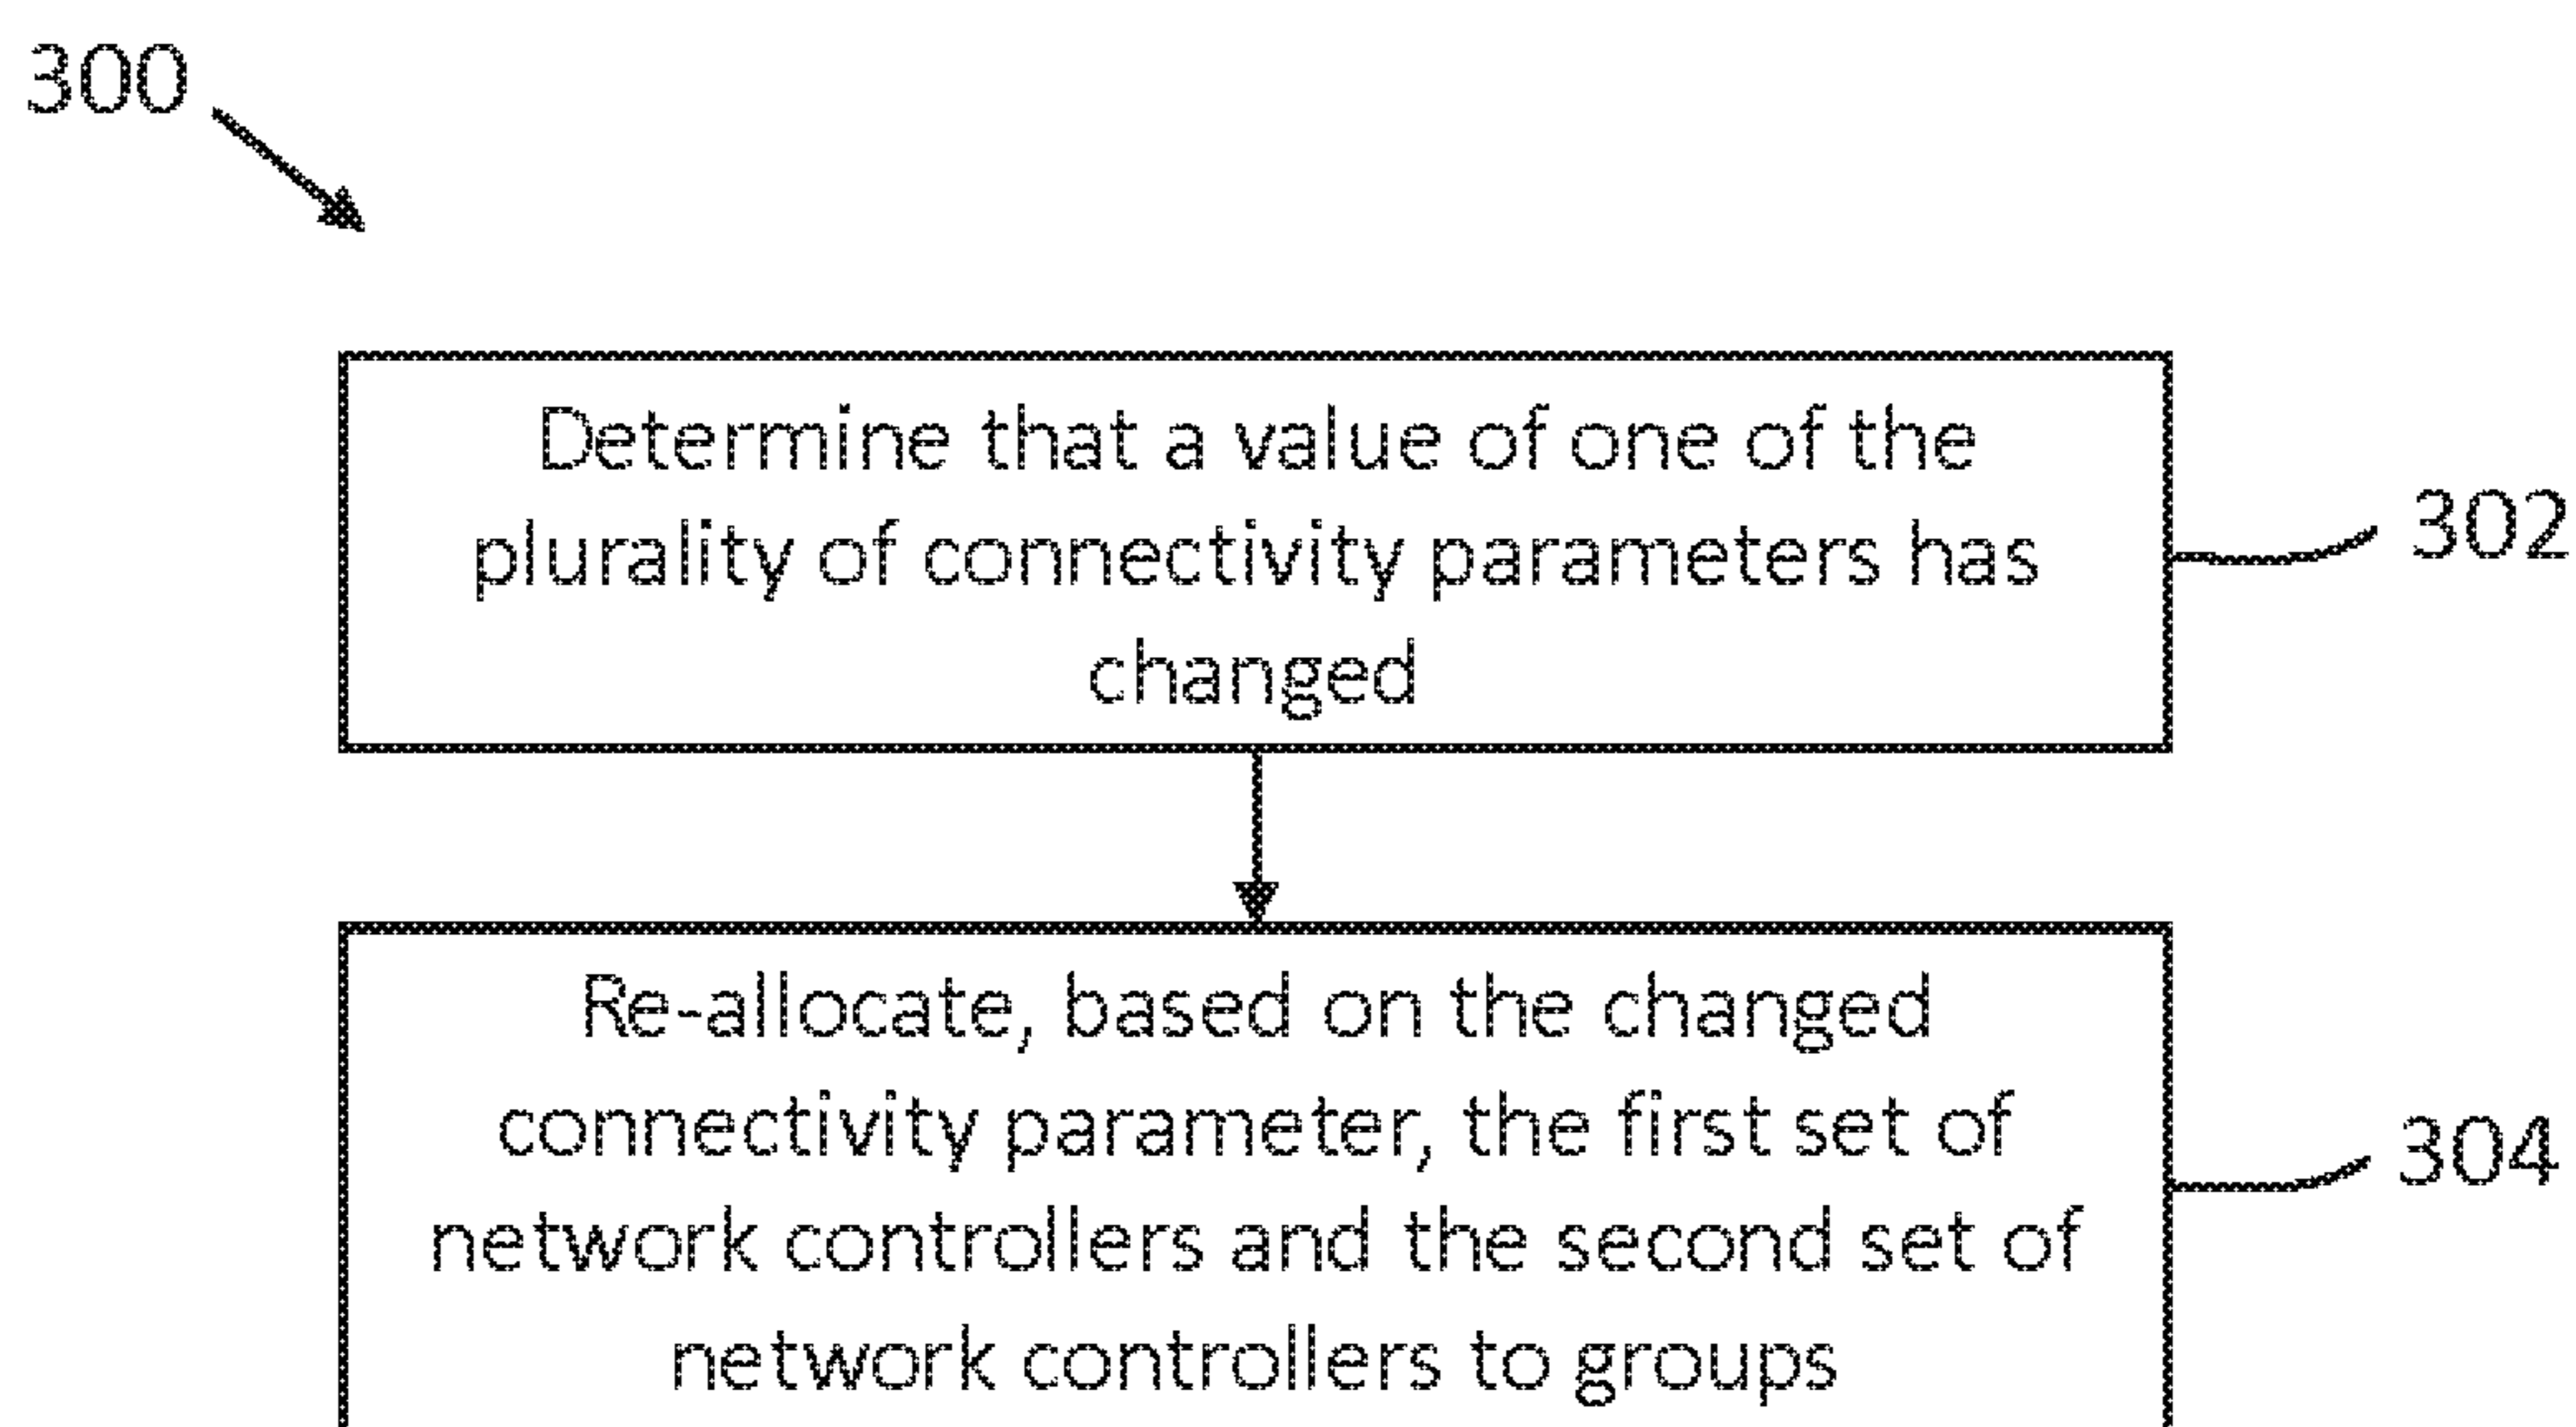 300
Determine that a value of one of the
plurality of connectivity parameters has
changed
302
Re-allocate, based on the changed
connectivity parameter, the first set of
network controllers and the second set of
network controllers to groups
304